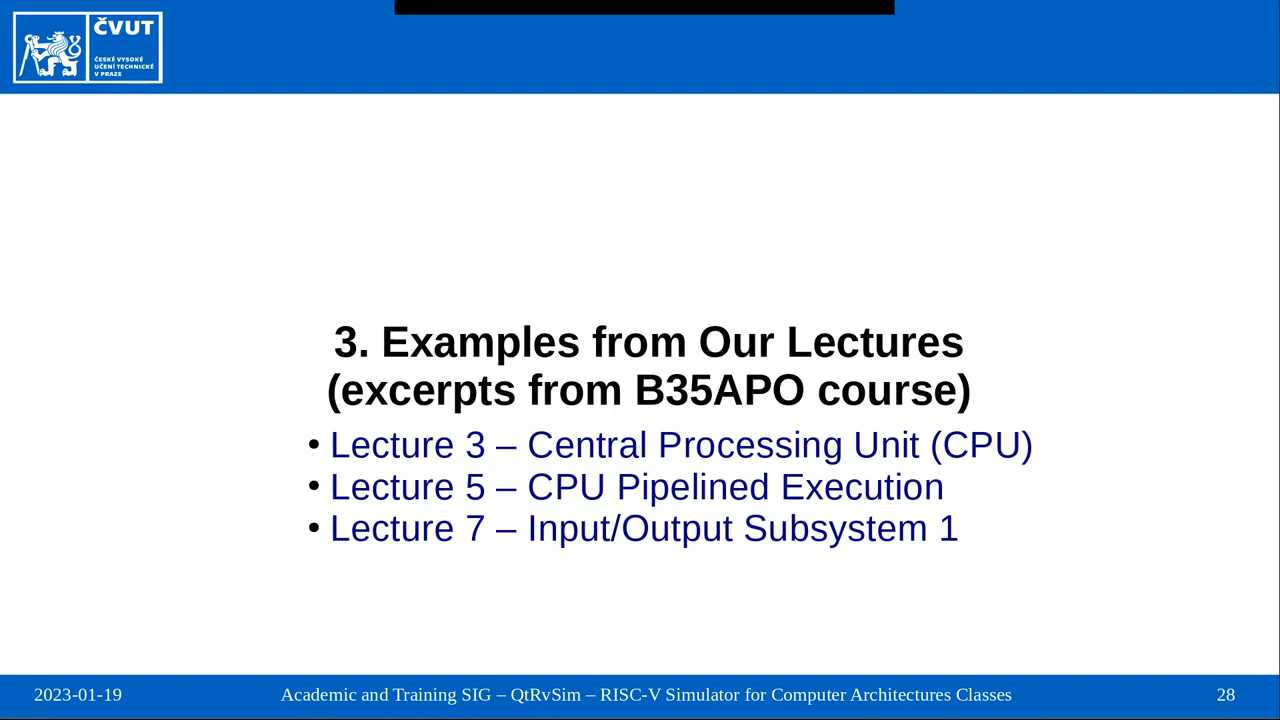 ČVUT
ČESKÉ VYSOKÉ
UČENÍ TECHNICKÉ
V PRAZE
3. Examples from Our Lectures
(excerpts from B35APO course)
• Lecture 3 – Central Processing Unit (CPU)
• Lecture 5 – CPU Pipelined Execution
• Lecture 7 – Input/Output Subsystem 1
2023-01-19
Academic and Training SIG – QtRvSim – RISC-V Simulator for Computer Architectures Classes
28